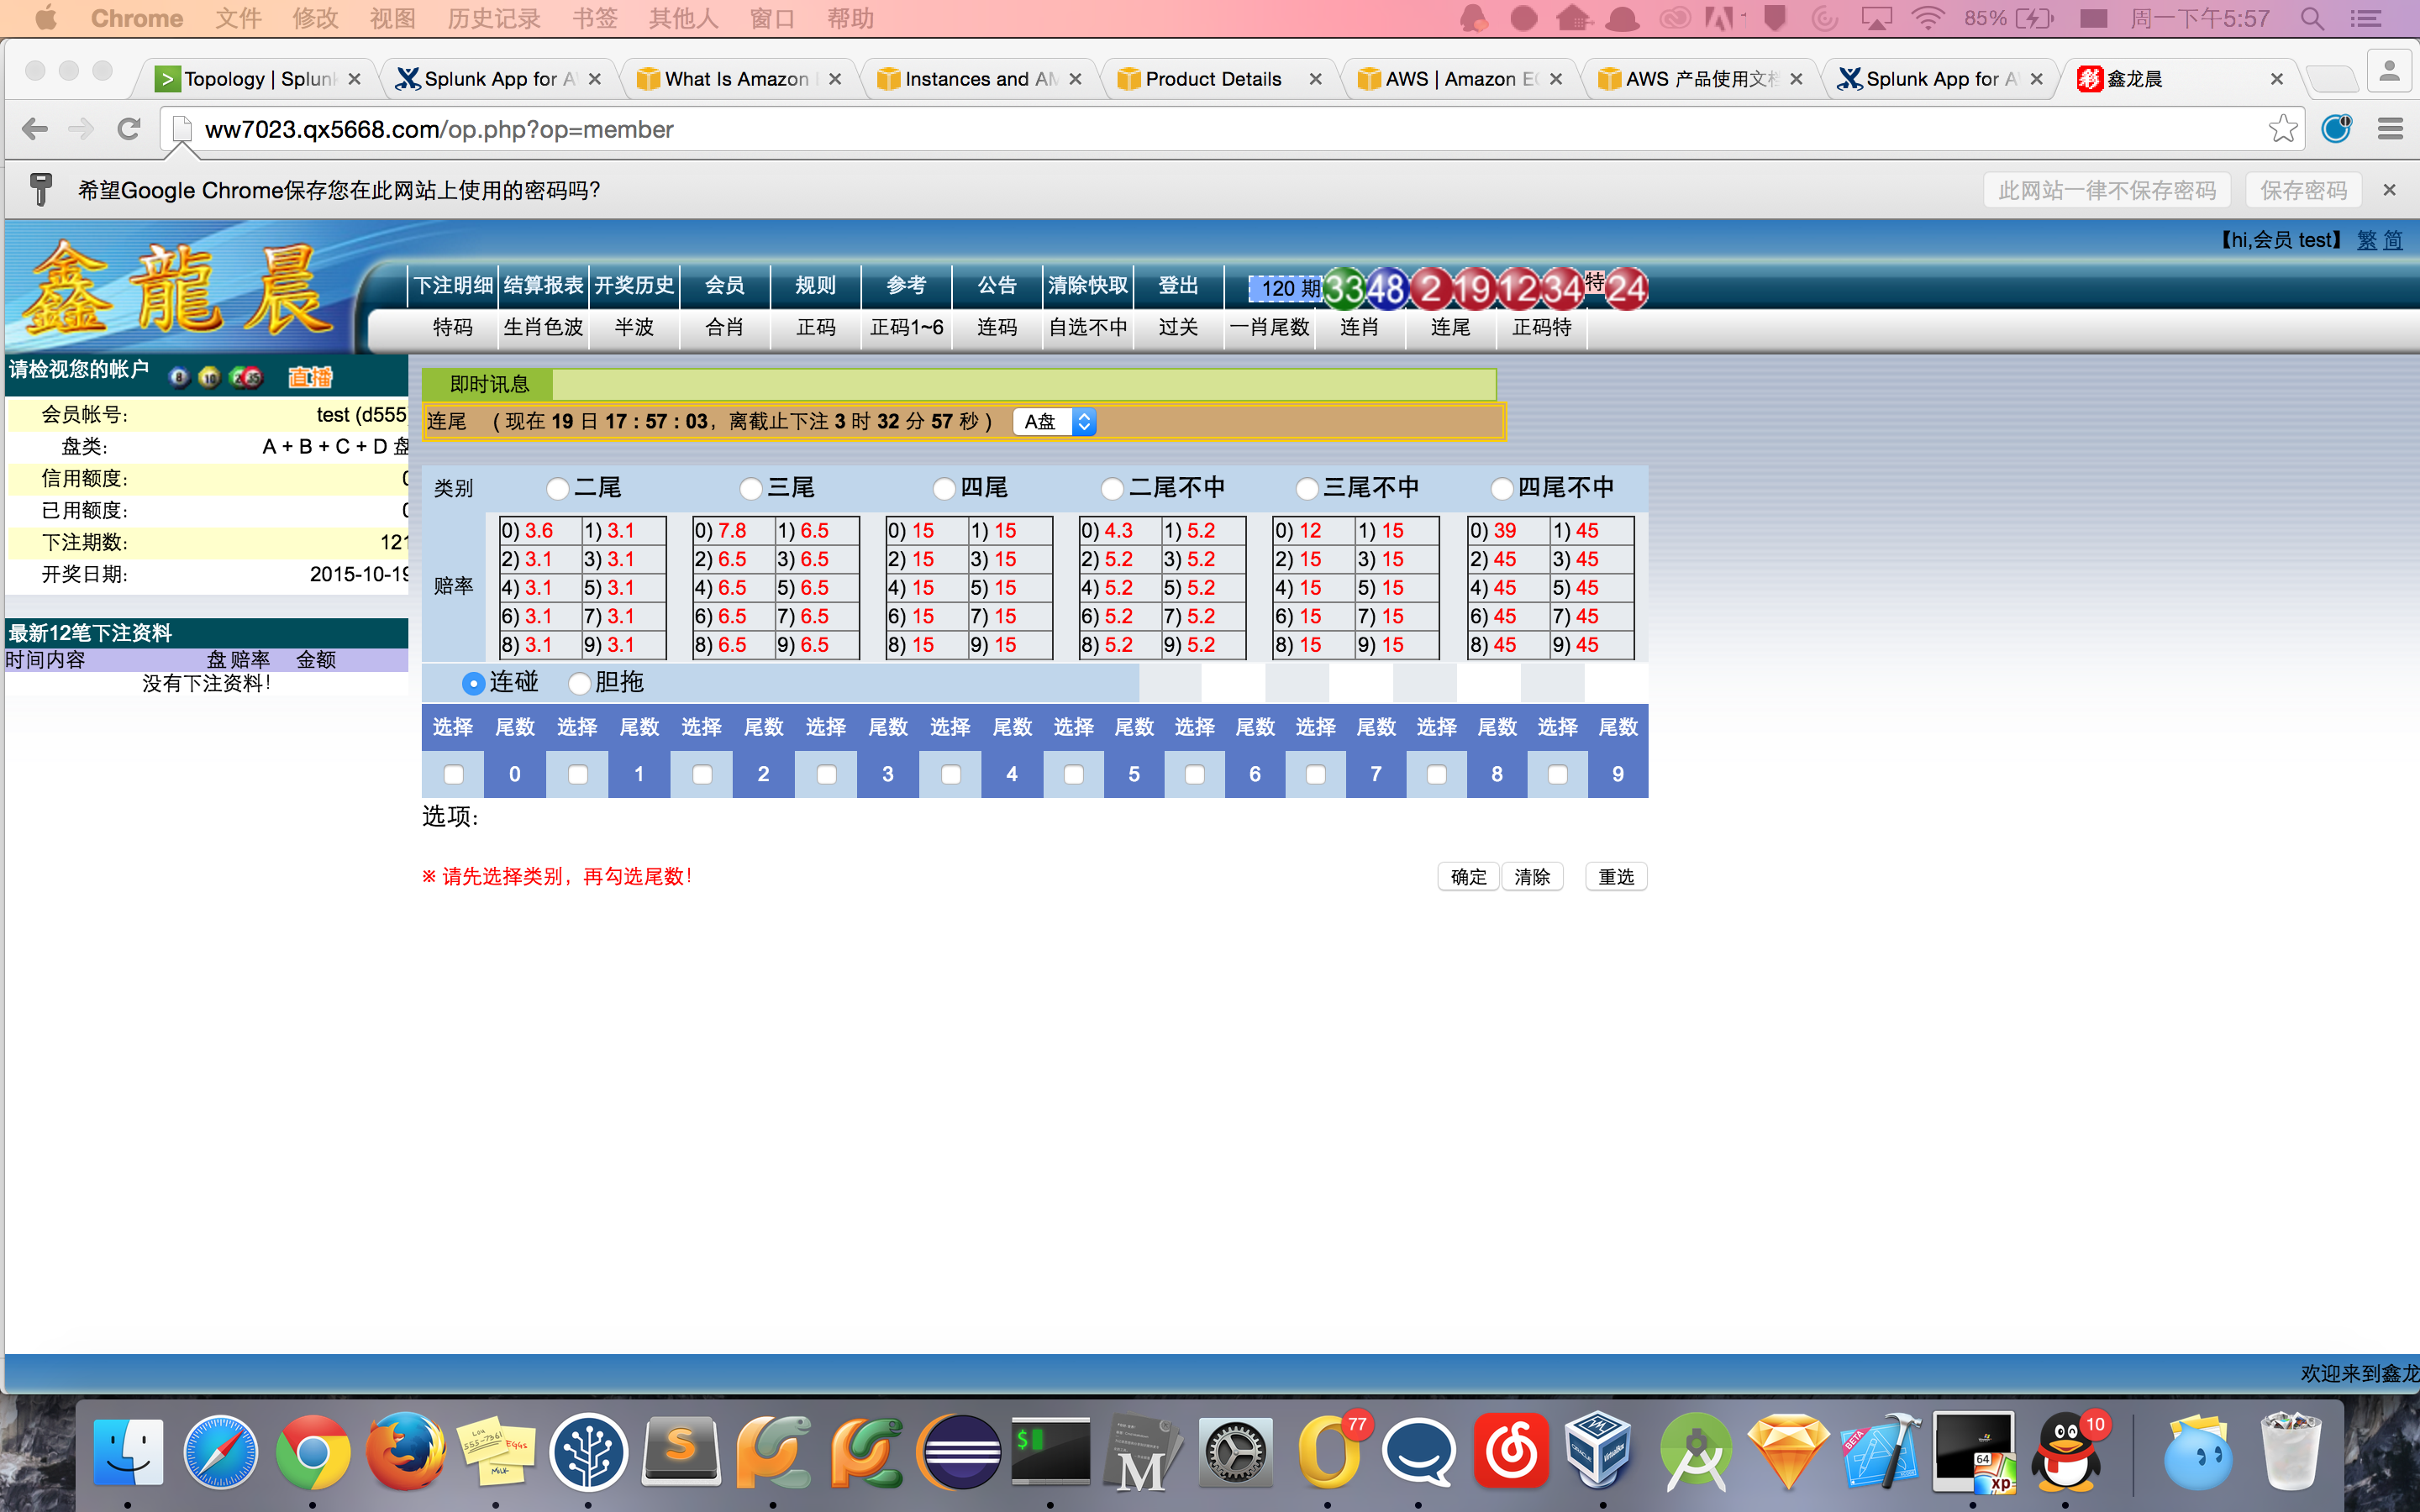 Chrome 文件 修改 视图 历史记录 书签 其他人 窗口 帮助 85% 周一下午5:57
Topology | Splunk Splunk App for AW What Is Amazon Instances and AM Product Details AWS | Amazon EC AWS 产品使用文档 Splunk App for AW 鑫龙晨
ww7023.qx5668.com/op.php?op=member
希望Google Chrome保存您在此网站上使用的密码吗? 此网站一律不保存密码 保存密码
鑫龍晨
【hi,会员 test】 繁 简
下注明细 结算报表 开奖历史 会员 规则 参考 公告 清除快取 登出 120 期 33 48 2 19 12 34 特 24
特码 生肖色波 半波 合肖 正码 正码1~6 连码 自选不中 过关 一肖尾数 连肖 连尾 正码特
请检视您的帐户 8 10 35 直播
会员帐号: test (d555
盘类: A + B + C + D 盘
信用额度: 0
已用额度: 0
下注期数: 121
开奖日期: 2015-10-19
最新12笔下注资料
时间内容 盘 赔率 金额
没有下注资料!
即时讯息
连尾 ( 现在 19 日 17 : 57 : 03, 离截止下注 3 时 32 分 57 秒 ) A盘
类别 二尾 三尾 四尾 二尾不中 三尾不中 四尾不中
赔率
0) 3.6 1) 3.1 0) 7.8 1) 6.5 0) 15 1) 15 0) 4.3 1) 5.2 0) 12 1) 15 0) 39 1) 45
2) 3.1 3) 3.1 2) 6.5 3) 6.5 2) 15 3) 15 2) 5.2 3) 5.2 2) 15 3) 15 2) 45 3) 45
4) 3.1 5) 3.1 4) 6.5 5) 6.5 4) 15 5) 15 4) 5.2 5) 5.2 4) 15 5) 15 4) 45 5) 45
6) 3.1 7) 3.1 6) 6.5 7) 6.5 6) 15 7) 15 6) 5.2 7) 5.2 6) 15 7) 15 6) 45 7) 45
8) 3.1 9) 3.1 8) 6.5 9) 6.5 8) 15 9) 15 8) 5.2 9) 5.2 8) 15 9) 15 8) 45 9) 45
连碰 胆拖
选择 尾数 选择 尾数 选择 尾数 选择 尾数 选择 尾数 选择 尾数 选择 尾数 选择 尾数 选择 尾数 选择 尾数
0 1 2 3 4 5 6 7 8 9
选项:
※ 请先选择类别，再勾选尾数! 确定 清除 重选
欢迎来到鑫龙
77 10
BETA 64 xp